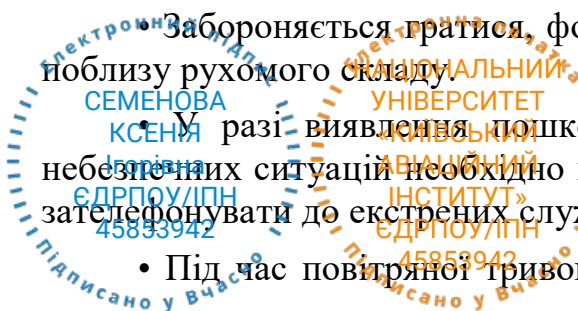 • Забороняється гратися, фо
поблизу рухомого складу.
• У разі виявлення пошко
небезпечних ситуацій необхідно
зателефонувати до екстрених служ
• Під час повітряної тривог
Електронний підпис
СЕМЕНОВА
КСЕНІЯ
Ігорівна
ЄДРПОУ/ІПН
45853942
Підписано у Вчасно
Електронна печатка
НАЦІОНАЛЬНИЙ
УНІВЕРСИТЕТ
«КИЇВСЬКИЙ
АВІАЦІЙНИЙ
ІНСТИТУТ»
ЄДРПОУ/ІПН
45853942
Підписано у Вчасно